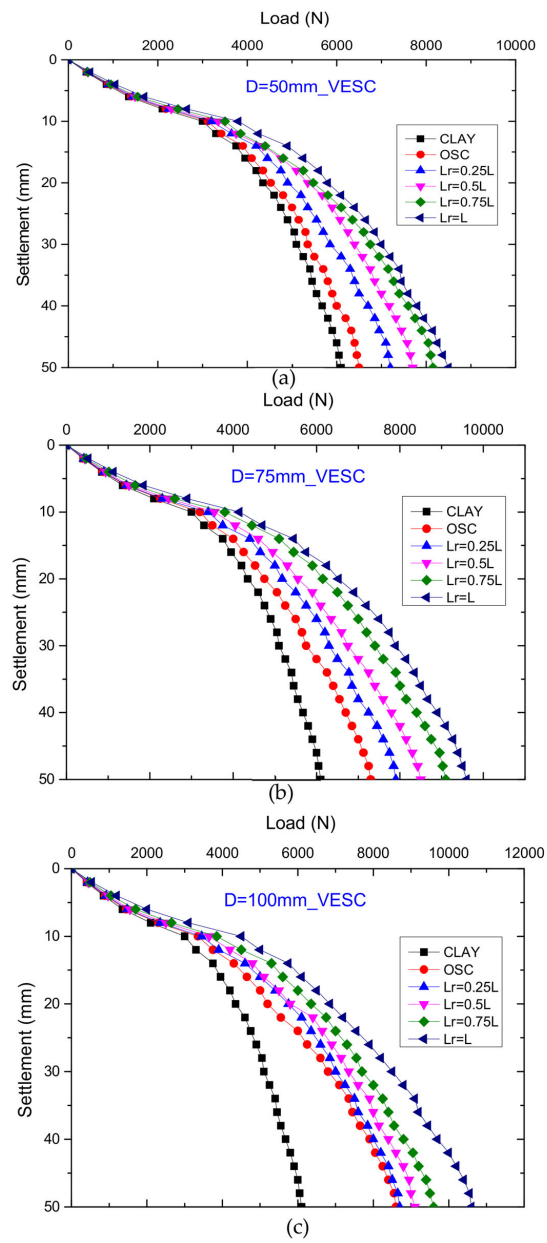 (a)
Load (N)
0 2000 4000 6000 8000 10000
D=50mm_VESC
CLAY
OSC
Lr=0.25L
Lr=0.5L
Lr=0.75L
Lr=L
Settlement (mm)
0
10
20
30
40
50
(a)
Load (N)
0 2000 4000 6000 8000 10000
D=75mm_VESC
CLAY
OSC
Lr=0.25L
Lr=0.5L
Lr=0.75L
Lr=L
Settlement (mm)
0
10
20
30
40
50
(b)
Load (N)
0 2000 4000 6000 8000 10000 12000
D=100mm_VESC
CLAY
OSC
Lr=0.25L
Lr=0.5L
Lr=0.75L
Lr=L
Settlement (mm)
0
10
20
30
40
50
(c)